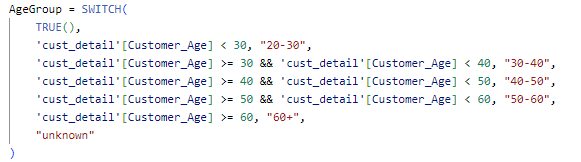 AgeGroup = SWITCH(
    TRUE(),
    'cust_detail'[Customer_Age] < 30, "20-30",
    'cust_detail'[Customer_Age] >= 30 && 'cust_detail'[Customer_Age] < 40, "30-40",
    'cust_detail'[Customer_Age] >= 40 && 'cust_detail'[Customer_Age] < 50, "40-50",
    'cust_detail'[Customer_Age] >= 50 && 'cust_detail'[Customer_Age] < 60, "50-60",
    'cust_detail'[Customer_Age] >= 60, "60+",
    "unknown"
)